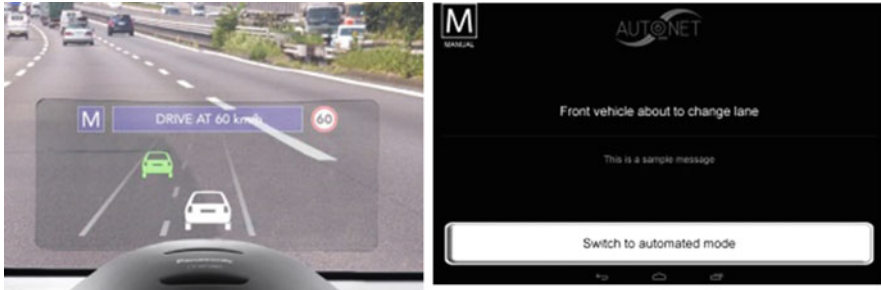 M DRIVE AT 60 km/h 60
Panasonic
M
MANUAL
AUTONET
Front vehicle about to change lane
This is a sample message
Switch to automated mode